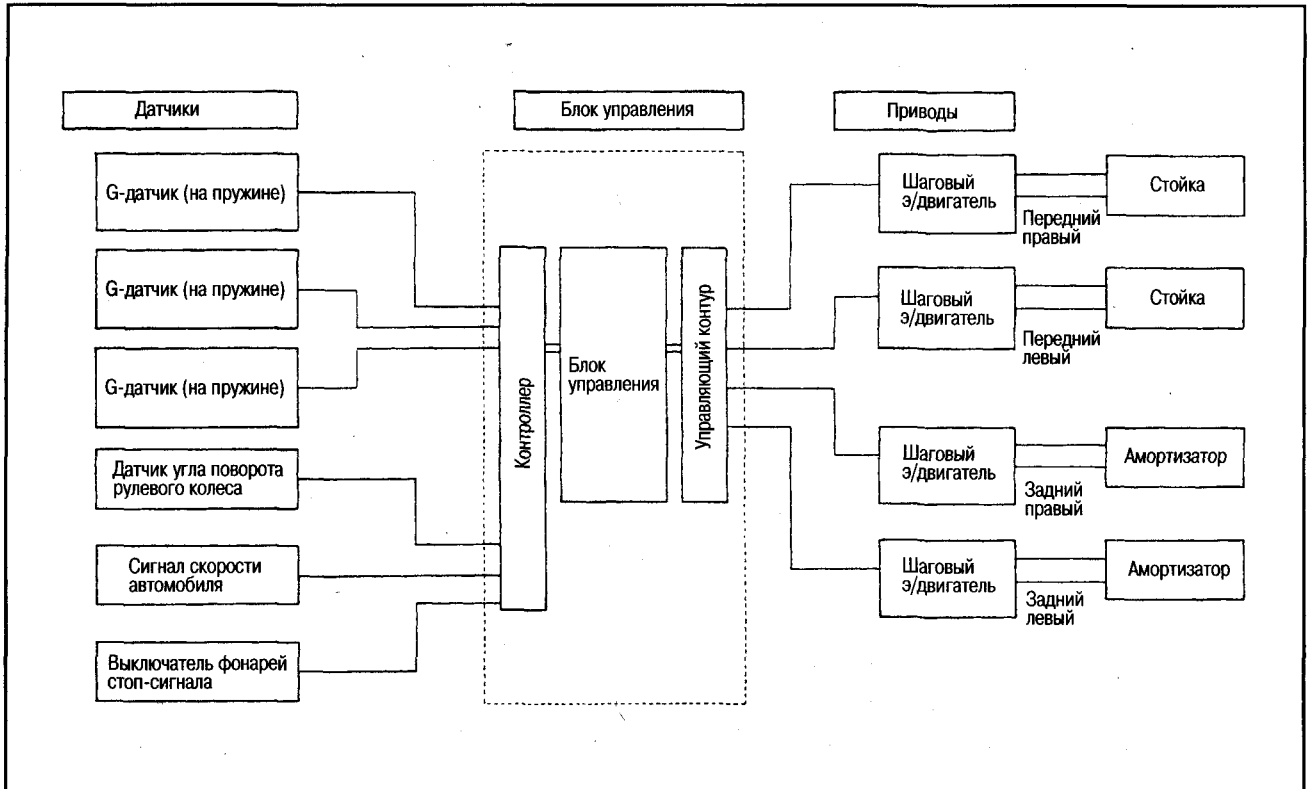 Датчики
Блок управления
Приводы
G-датчик (на пружине)
G-датчик (на пружине)
G-датчик (на пружине)
Датчик угла поворота
рулевого колеса
Сигнал скорости
автомобиля
Выключатель фонарей
стоп-сигнала
Контроллер
Блок
управления
Управляющий контур
Шаговый
э/двигатель
Передний
правый
Стойка
Шаговый
э/двигатель
Передний
левый
Стойка
Шаговый
э/двигатель
Задний
правый
Амортизатор
Шаговый
э/двигатель
Задний
левый
Амортизатор